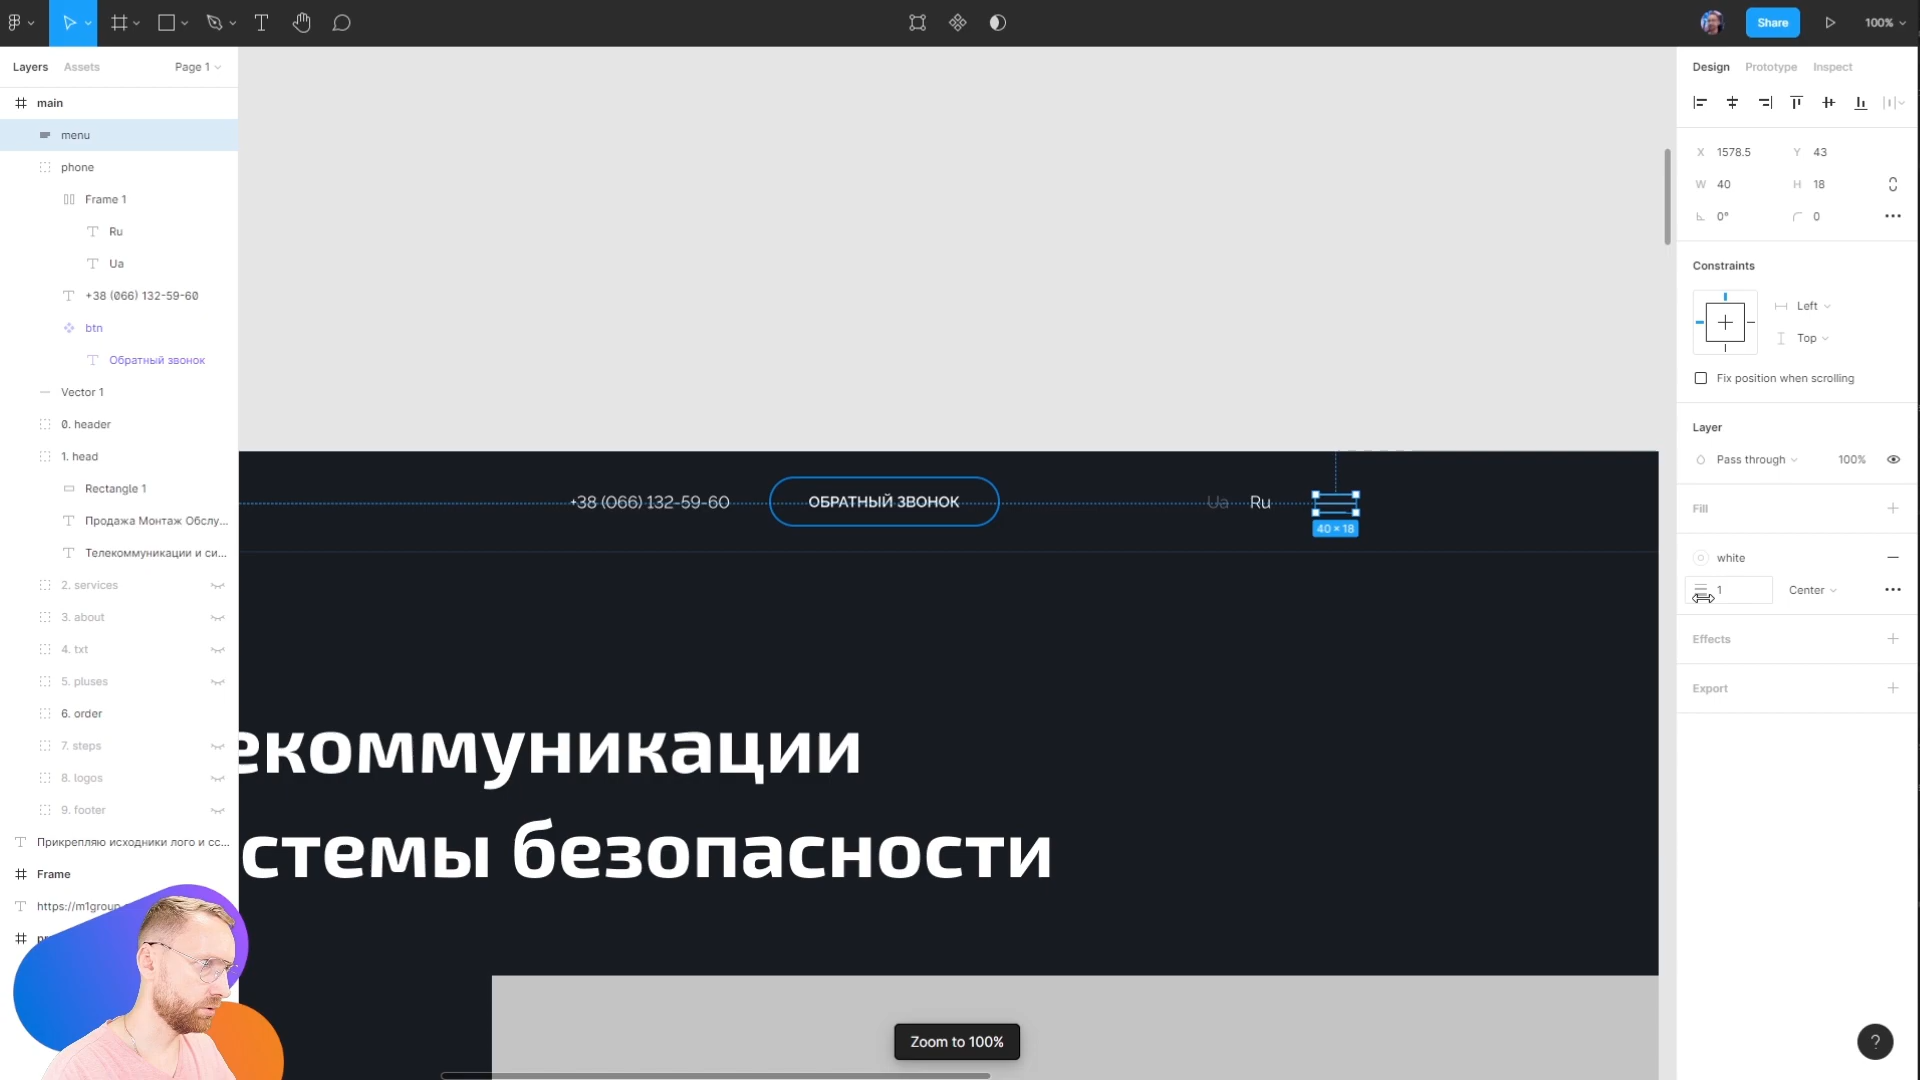 Share
100%
Layers
Assets
Page 1
main
menu
phone
Frame 1
Ru
Ua
+38 (066) 132-59-60
btn
Обратный звонок
Vector 1
0. header
1. head
Rectangle 1
Продажа Монтаж Обслу...
Телекоммуникации и си...
2. services
3. about
4. txt
5. pluses
6. order
7. steps
8. logos
9. footer
Прикрепляю исходники лого и сс...
Frame
https://m1group.
+38 (066) 132-59-60
ОБРАТНЫЙ ЗВОНОК
Ua
Ru
40 × 18
екоммуникации
стемы безопасности
Zoom to 100%
Design
Prototype
Inspect
X 1578.5 Y 43
W 40 H 18
0° 0
Constraints
Left
Top
Fix position when scrolling
Layer
Pass through 100%
Fill
white
1 Center
Effects
Export
?